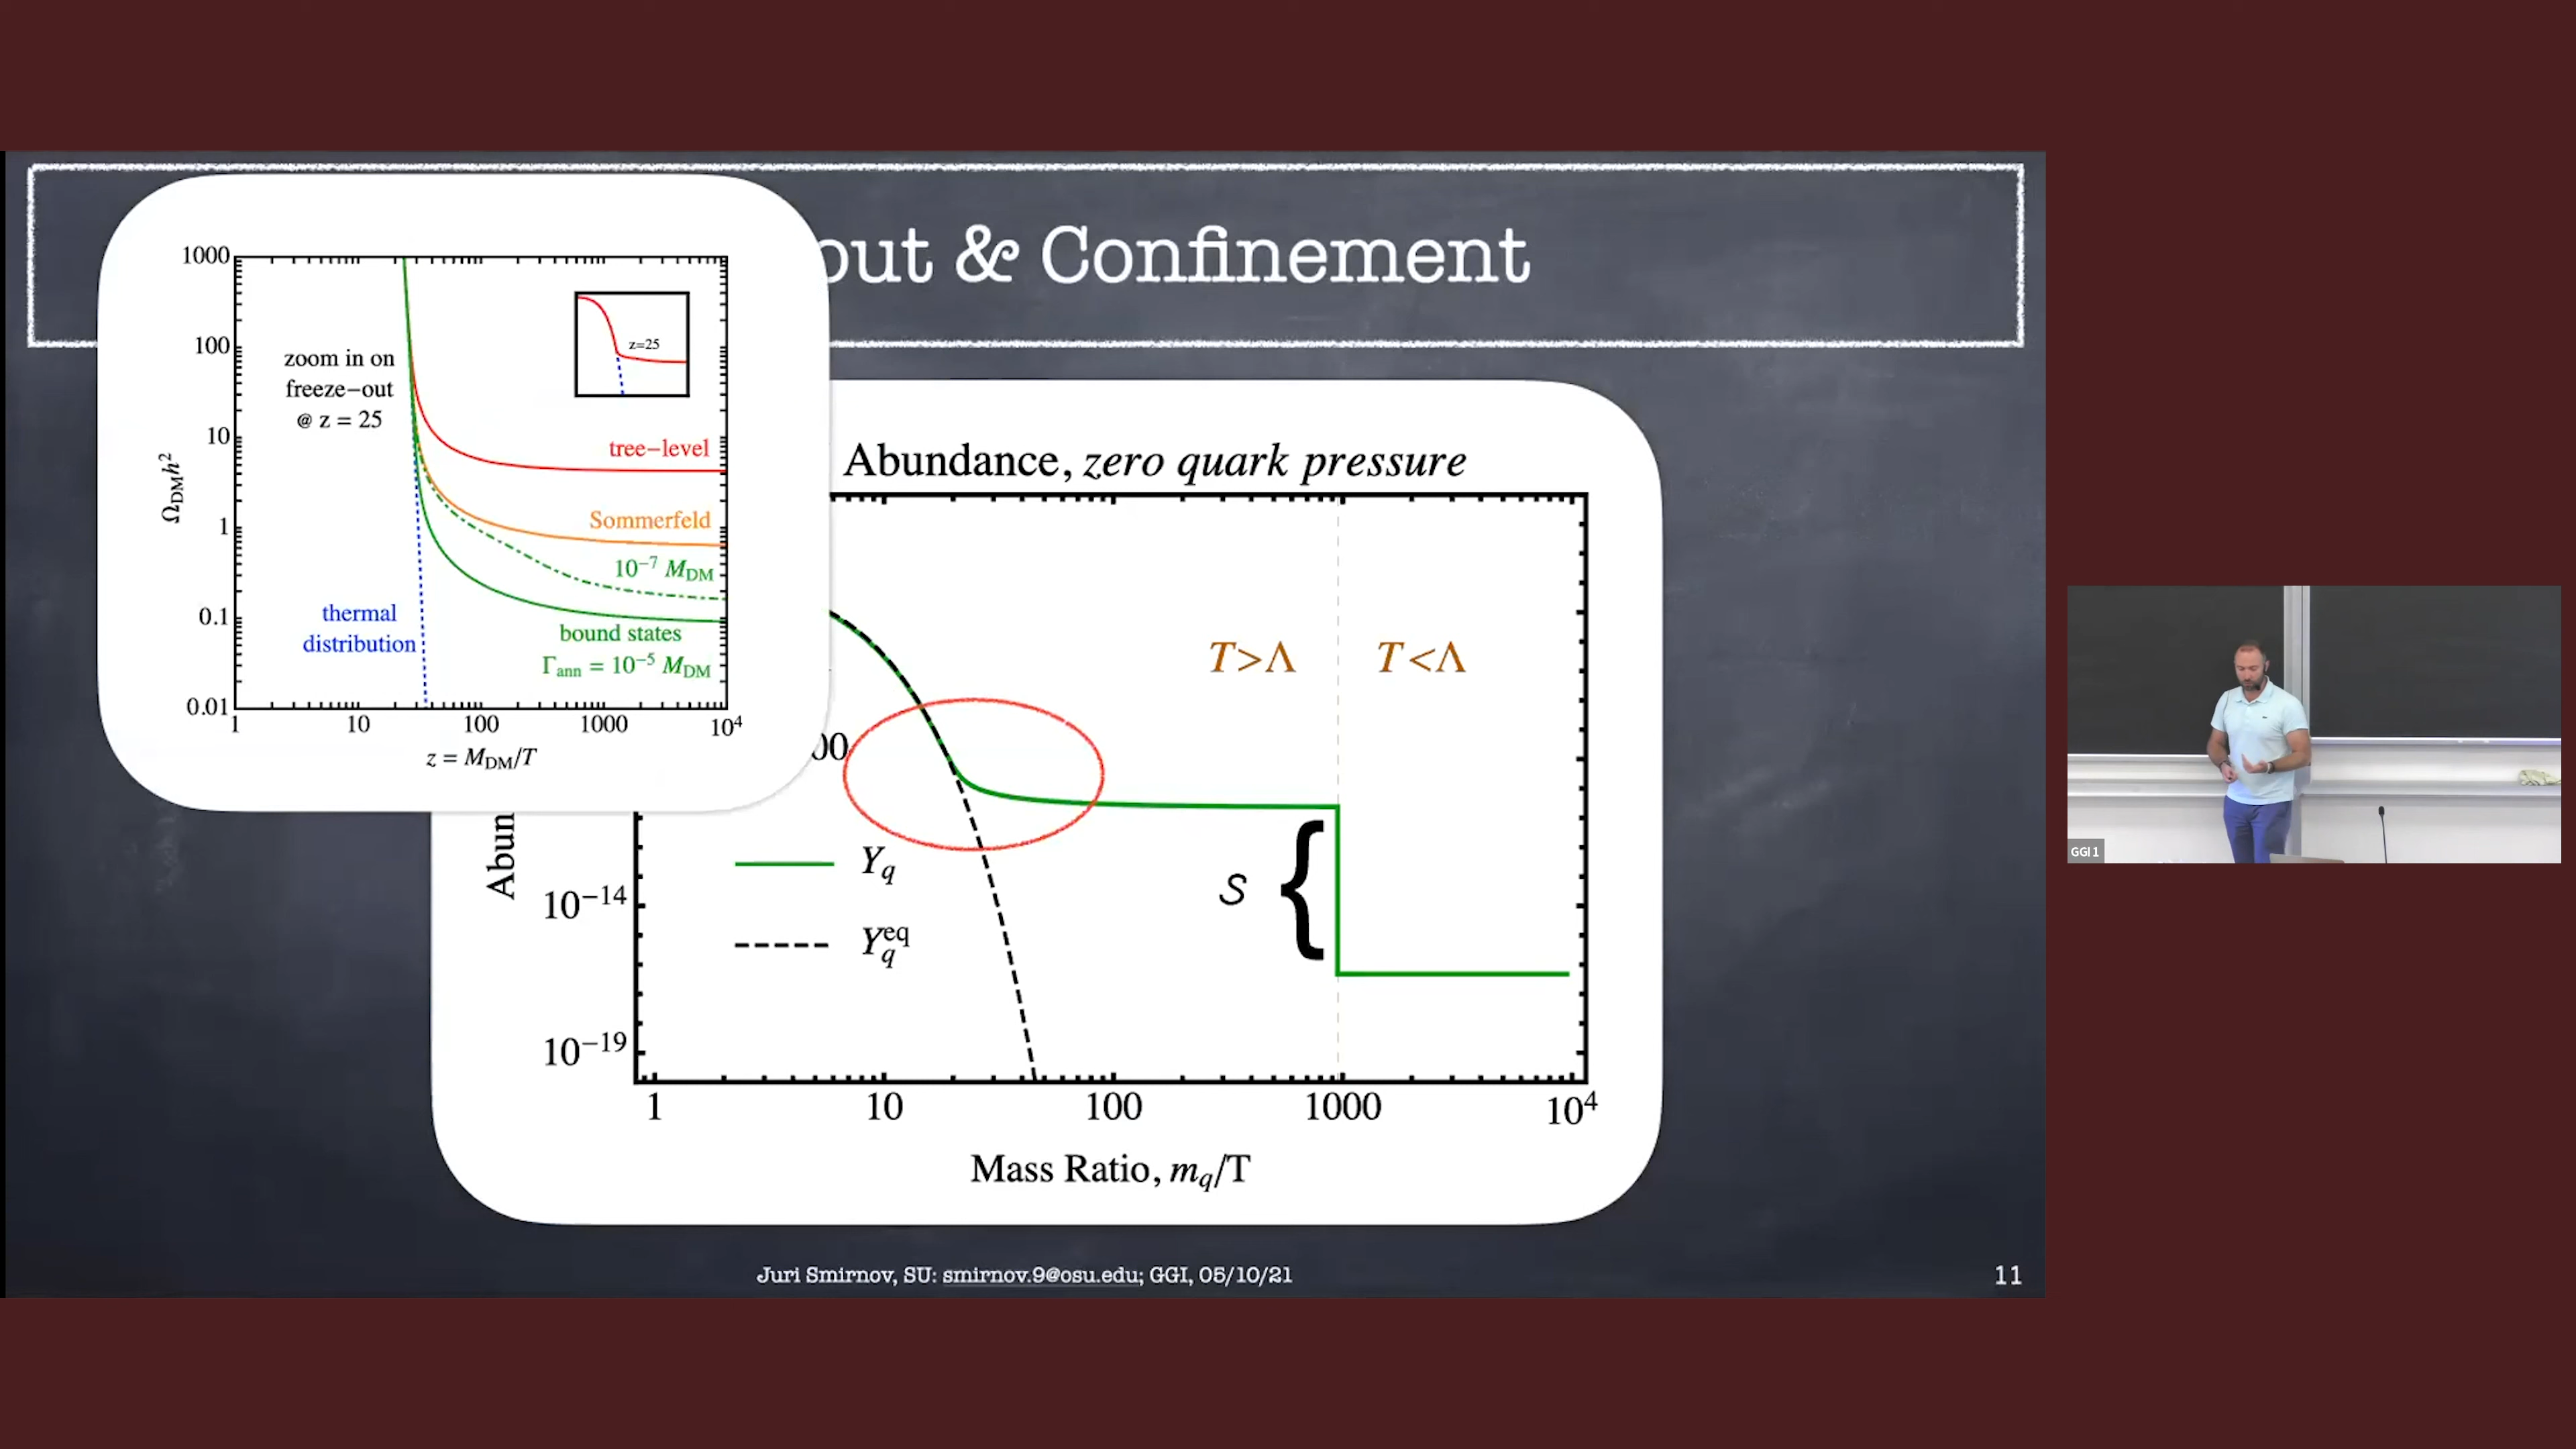 out & Confinement
1000
100
10
1
0.1
0.01
Ω_DM h²
zoom in on
freeze−out
@ z = 25
z=25
tree−level
Sommerfeld
10⁻⁷ M_DM
thermal
distribution
bound states
Γ_ann = 10⁻⁵ M_DM
1 10 100 1000 10⁴
z = M_DM/T
Abundance, zero quark pressure
T>Λ T<Λ
00
Abun
Y_q
Y_q^eq
S {
10⁻¹⁴
10⁻¹⁹
1 10 100 1000 10⁴
Mass Ratio, m_q/T
Juri Smirnov, SU: smirnov.9@osu.edu; GGI, 05/10/21
11
GGI 1